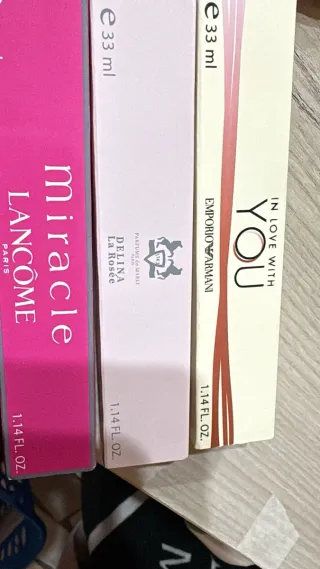 miracle
LANCÔME
PARIS
1.14 FL. OZ.
e 33 ml
PARFUMS de MARLY
DELINA
La Rosée
1.14 FL. OZ.
e 33 ml
IN LOVE WITH
YOU
EMPORIO ARMANI
1.14 FL. OZ.